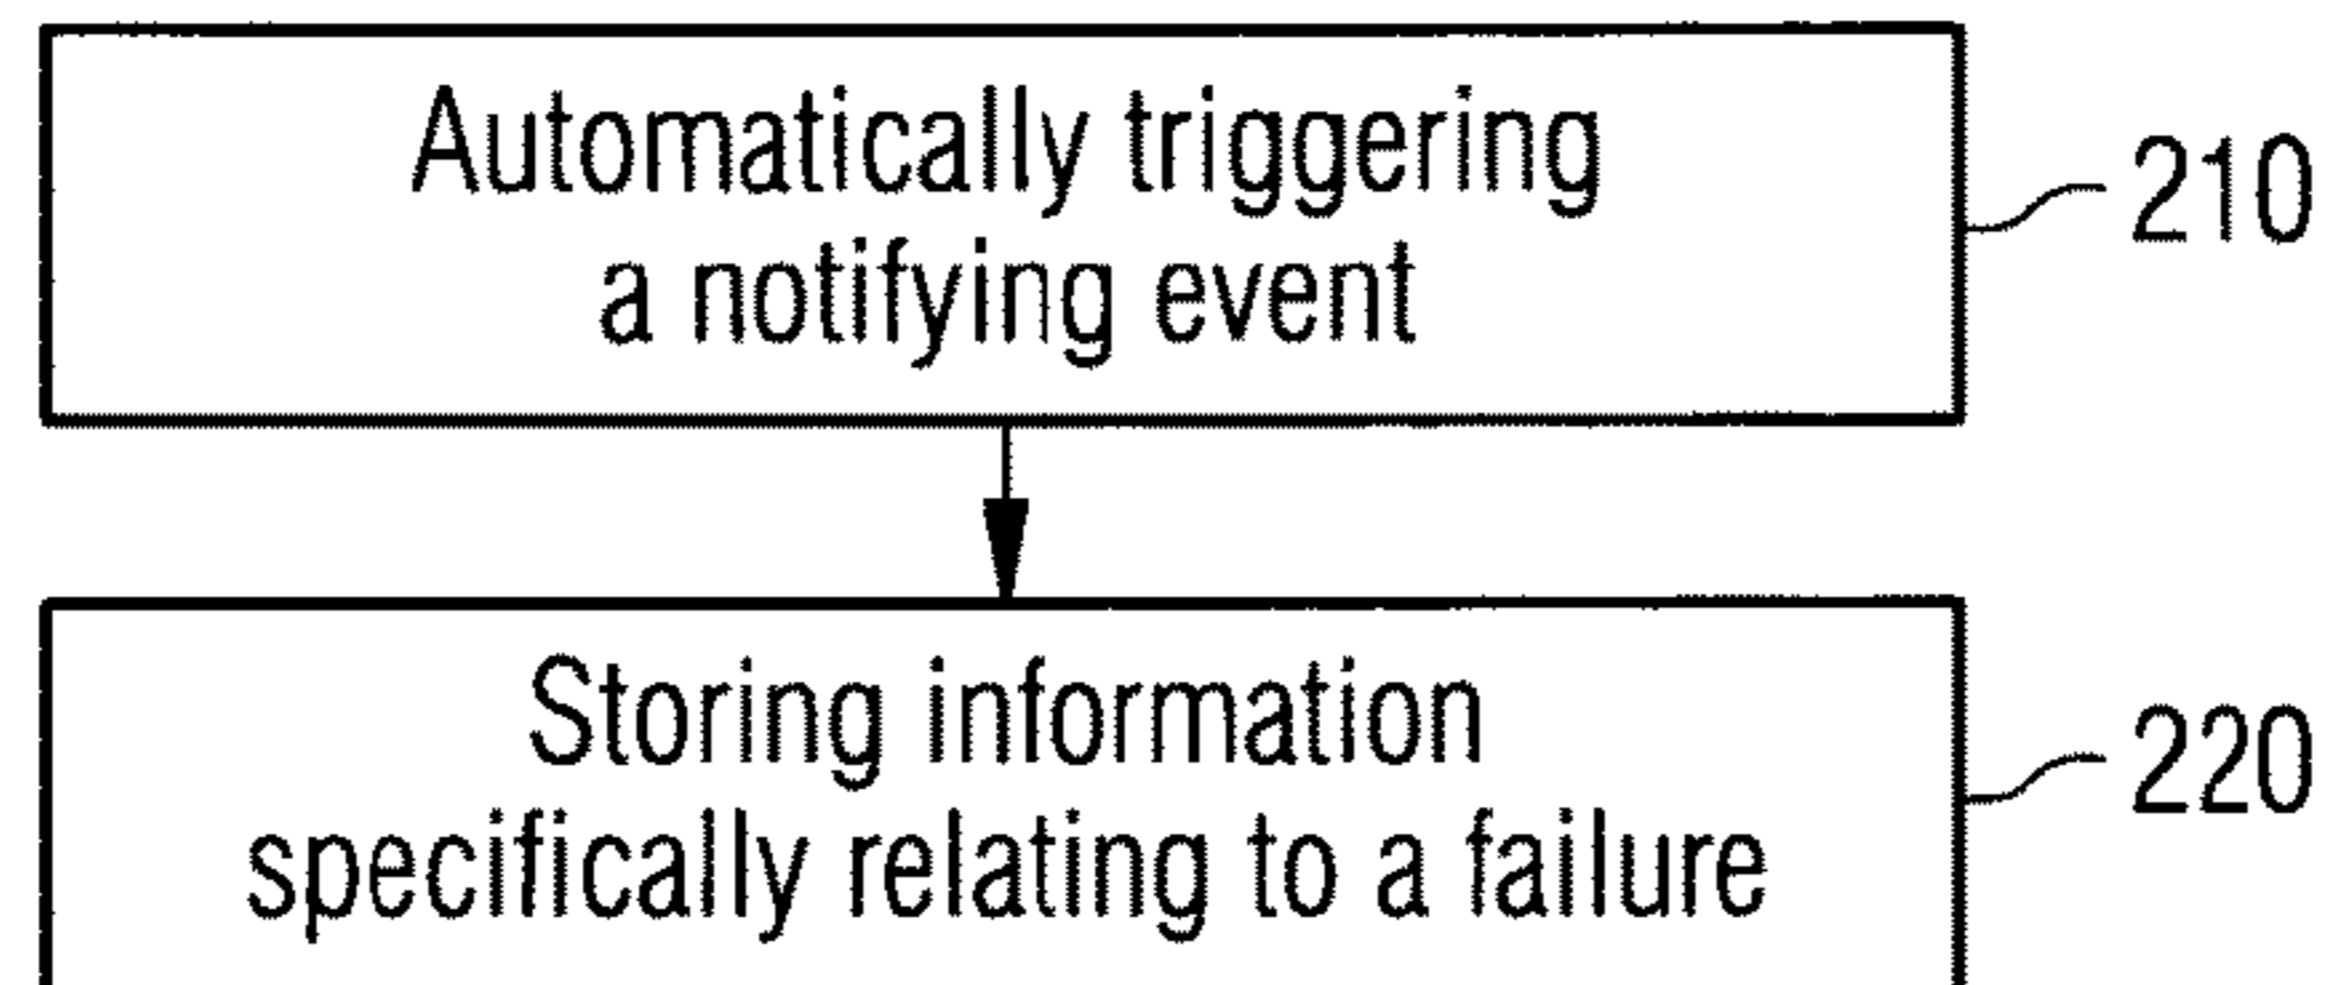 Automatically triggering
a notifying event
210
Storing information
specifically relating to a failure
220